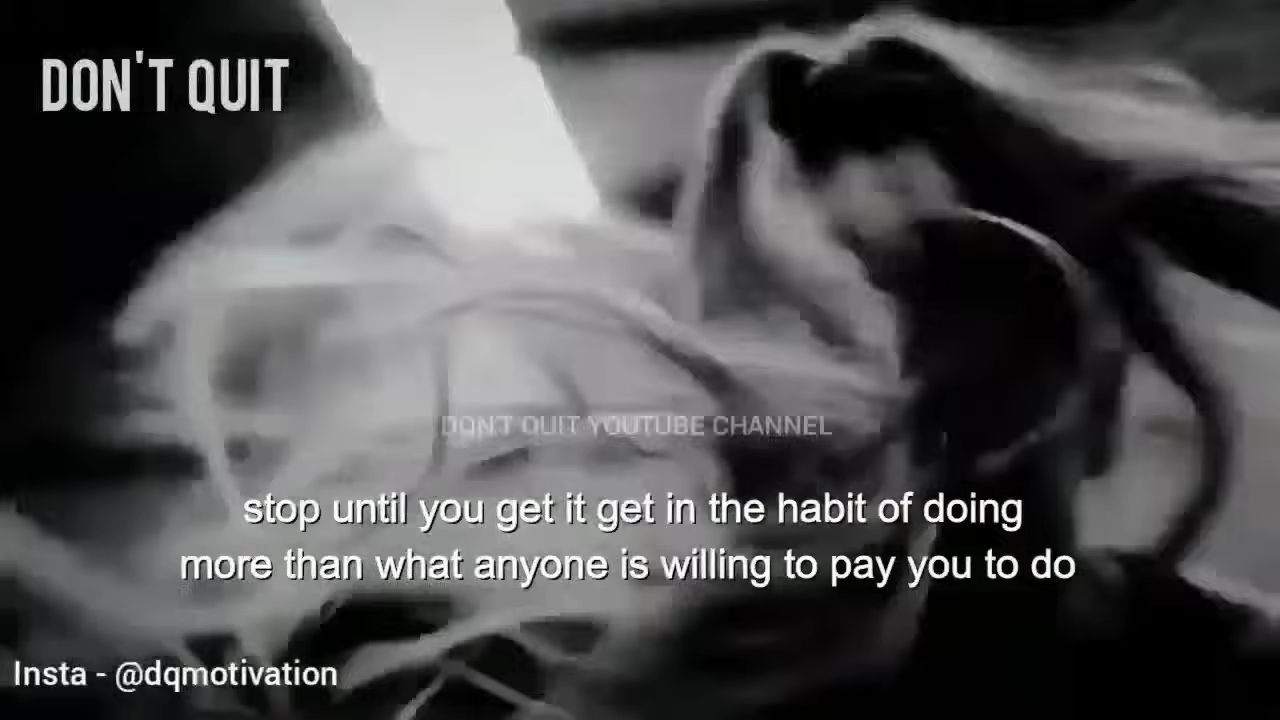 DON'T QUIT
DON'T QUIT YOUTUBE CHANNEL
stop until you get it get in the habit of doing
more than what anyone is willing to pay you to do
Insta - @dqmotivation